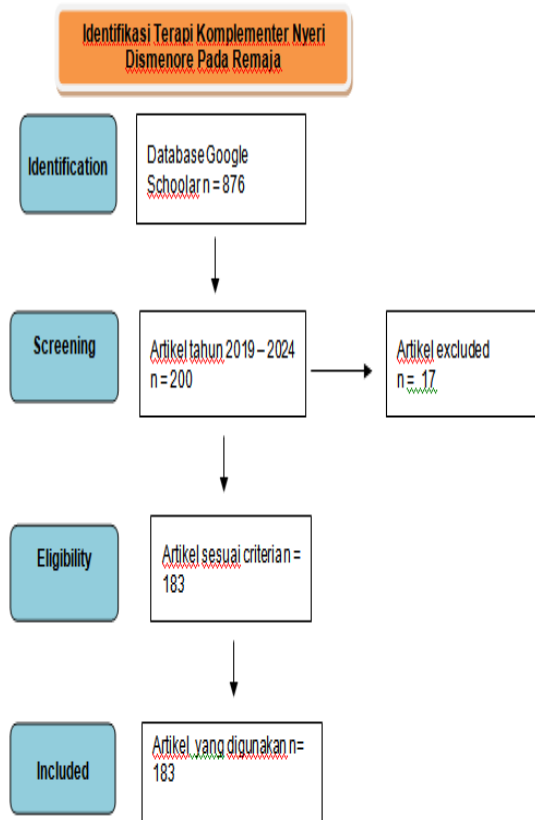 Identifikasi Terapi Komplementer Nyeri
Dismenore Pada Remaja
Identification
Database Google
Schoolar n = 876
Screening
Artikel tahun 2019 – 2024
n = 200
Artikel excluded
n = 17
Eligibility
Artikel sesuai criteria n =
183
Included
Artikel yang digunakan n=
183